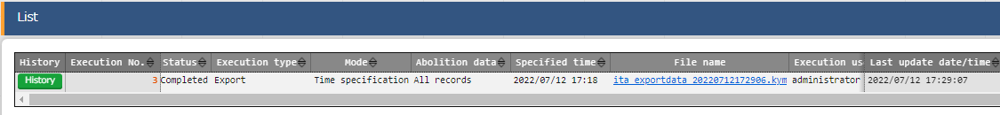 List
History Execution No. Status Execution type Mode Abolition data Specified time File name Execution us Last update date/time
History 3 Completed Export Time specification All records 2022/07/12 17:18 ita_exportdata_20220712172906.kym administrator 2022/07/12 17:29:07